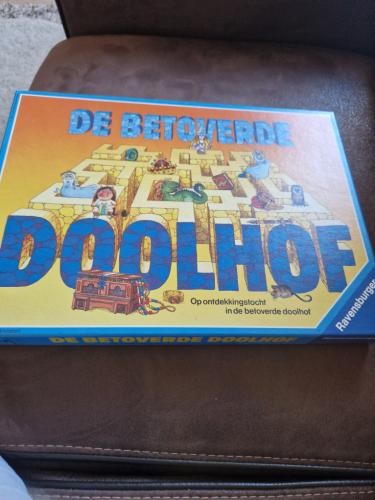 DE BETOVERDE
DOOLHOF
Op ontdekkingstocht
in de betoverde doolhof
Ravensburger
DE BETOVERDE DOOLHOF